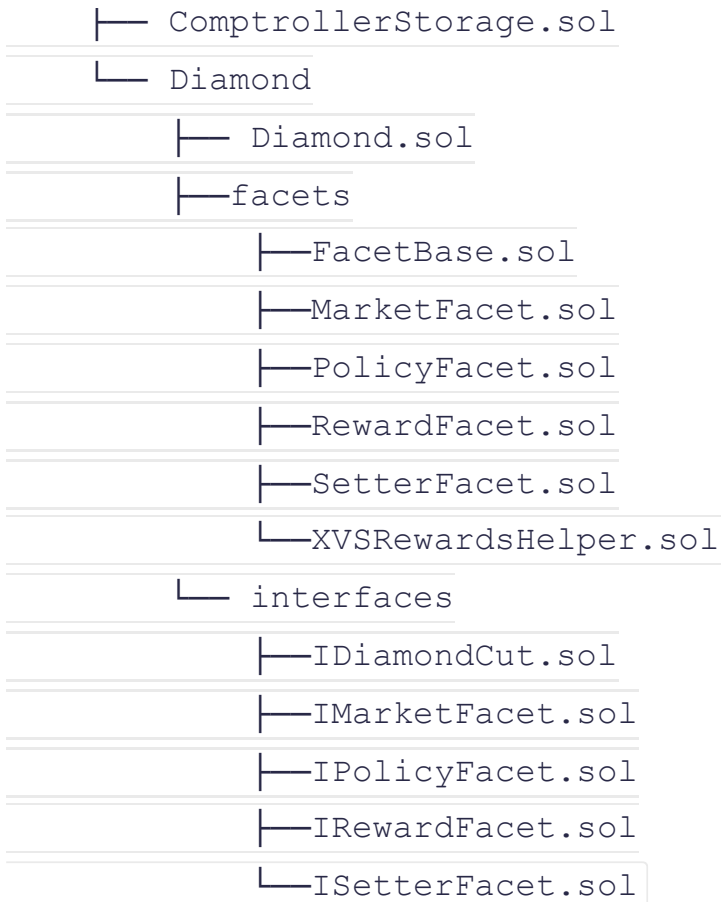 ├── ComptrollerStorage.sol
└── Diamond
├── Diamond.sol
├──facets
├──FacetBase.sol
├──MarketFacet.sol
├──PolicyFacet.sol
├──RewardFacet.sol
├──SetterFacet.sol
└──XVSRewardsHelper.sol
└── interfaces
├──IDiamondCut.sol
├──IMarketFacet.sol
├──IPolicyFacet.sol
├──IRewardFacet.sol
└──ISetterFacet.sol